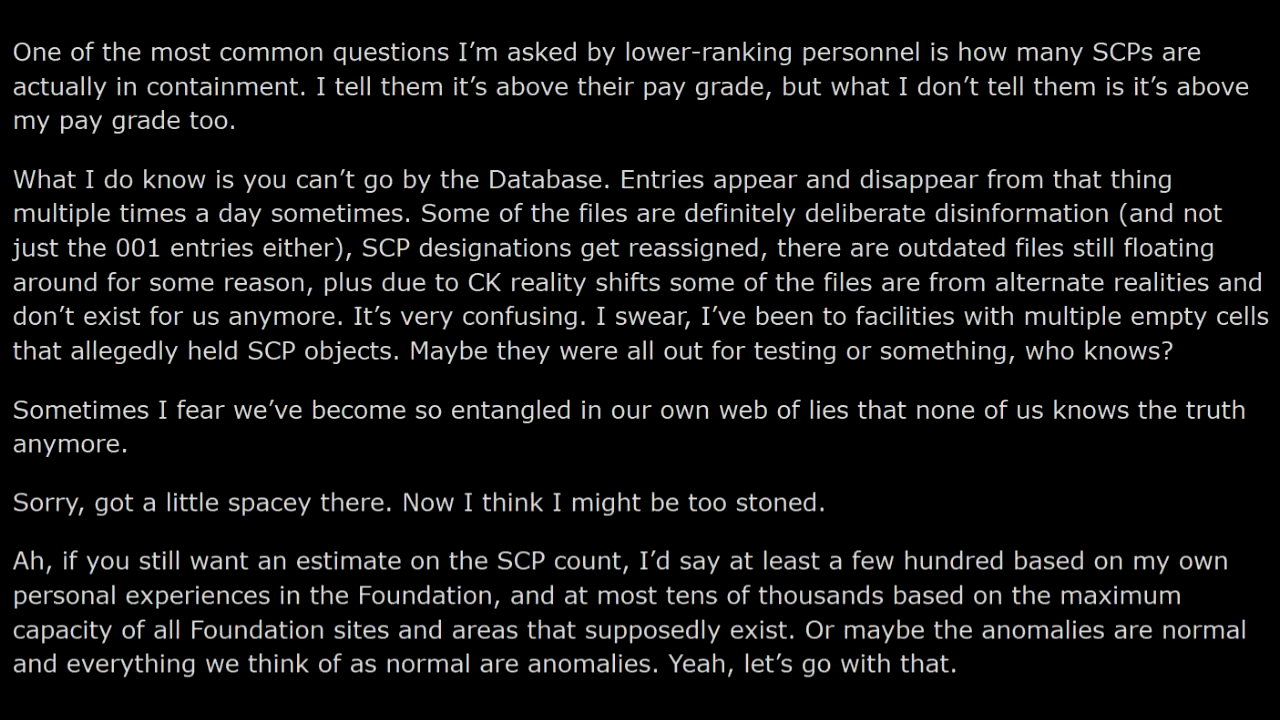 One of the most common questions I’m asked by lower-ranking personnel is how many SCPs are
actually in containment. I tell them it’s above their pay grade, but what I don’t tell them is it’s above
my pay grade too.
What I do know is you can’t go by the Database. Entries appear and disappear from that thing
multiple times a day sometimes. Some of the files are definitely deliberate disinformation (and not
just the 001 entries either), SCP designations get reassigned, there are outdated files still floating
around for some reason, plus due to CK reality shifts some of the files are from alternate realities and
don’t exist for us anymore. It’s very confusing. I swear, I’ve been to facilities with multiple empty cells
that allegedly held SCP objects. Maybe they were all out for testing or something, who knows?
Sometimes I fear we’ve become so entangled in our own web of lies that none of us knows the truth
anymore.
Sorry, got a little spacey there. Now I think I might be too stoned.
Ah, if you still want an estimate on the SCP count, I’d say at least a few hundred based on my own
personal experiences in the Foundation, and at most tens of thousands based on the maximum
capacity of all Foundation sites and areas that supposedly exist. Or maybe the anomalies are normal
and everything we think of as normal are anomalies. Yeah, let’s go with that.